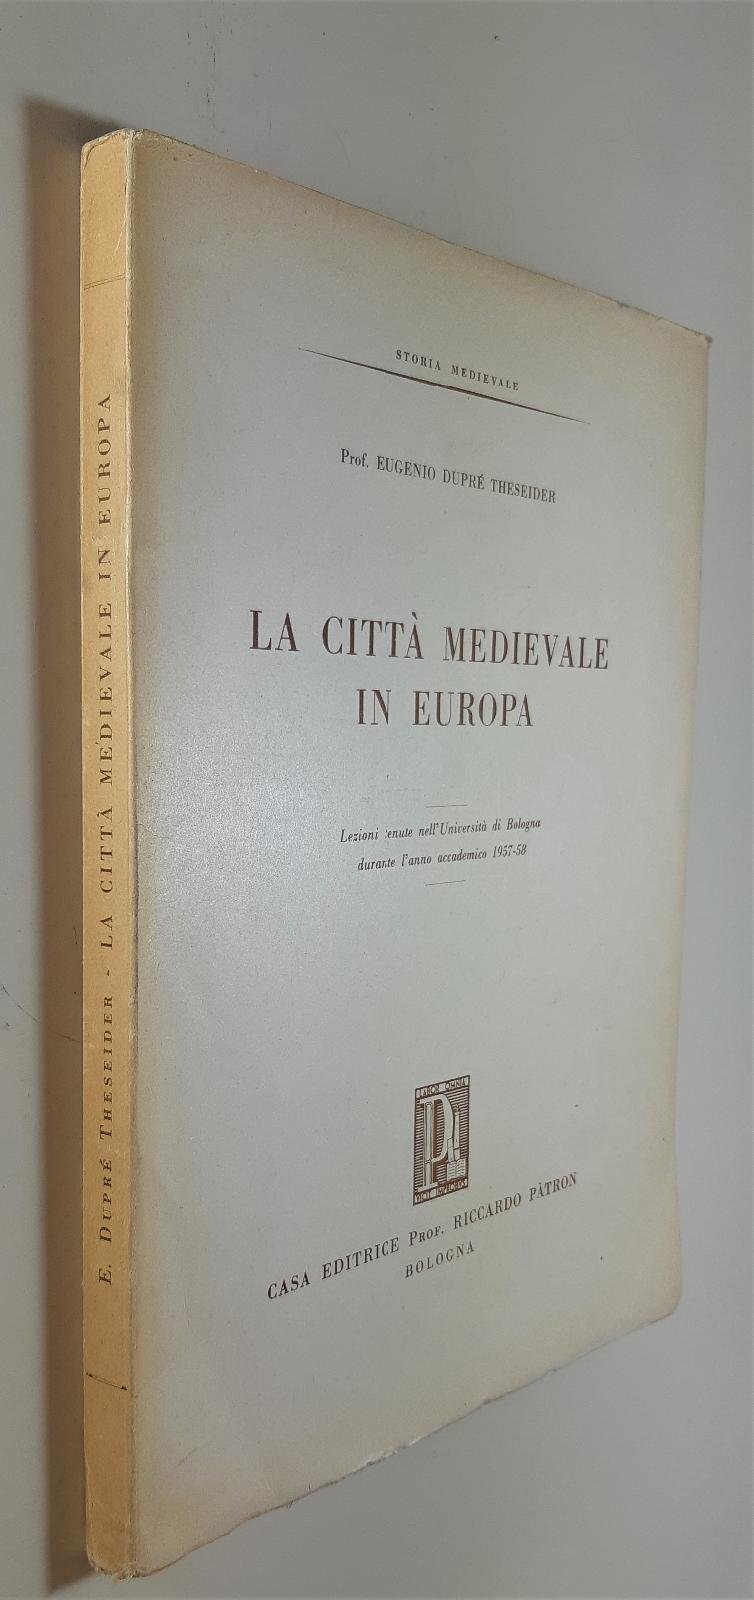 E. DUPRÉ THESEIDER - LA CITTÀ MEDIEVALE IN EUROPA
STORIA MEDIEVALE
Prof. EUGENIO DUPRÉ THESEIDER
LA CITTÀ MEDIEVALE
IN EUROPA
Lezioni tenute nell'Università di Bologna
durante l'anno accademico 1957-58
LABOR OMNIA
P
VICIT IMPROBVS
CASA EDITRICE PROF. RICCARDO PÀTRON
BOLOGNA